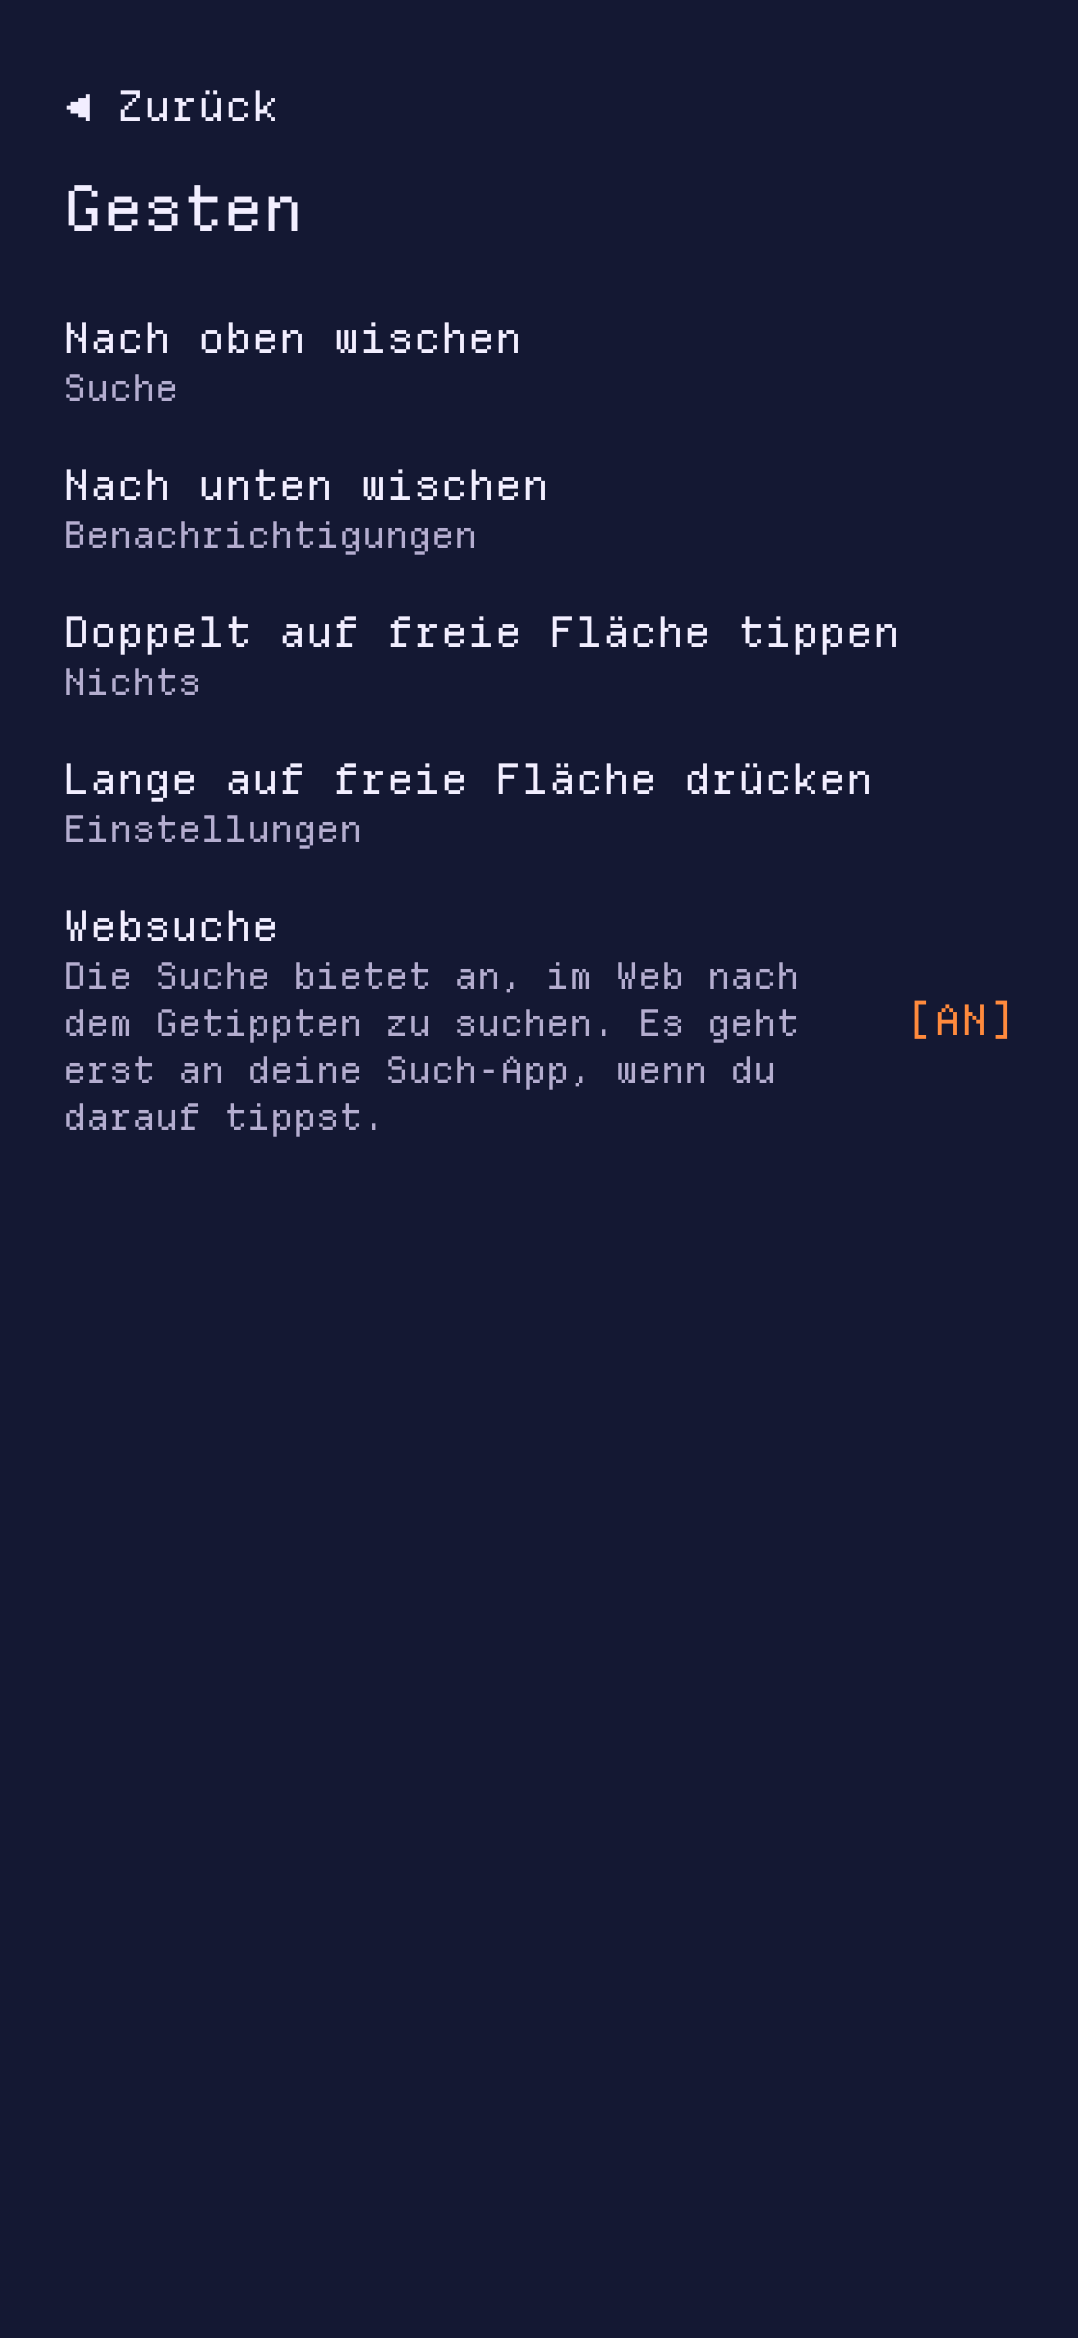 ◀ Zurück
Gesten
Nach oben wischen
Suche
Nach unten wischen
Benachrichtigungen
Doppelt auf freie Fläche tippen
Nichts
Lange auf freie Fläche drücken
Einstellungen
Websuche
Die Suche bietet an, im Web nach
dem Getippten zu suchen. Es geht
erst an deine Such-App, wenn du
darauf tippst.
[AN]